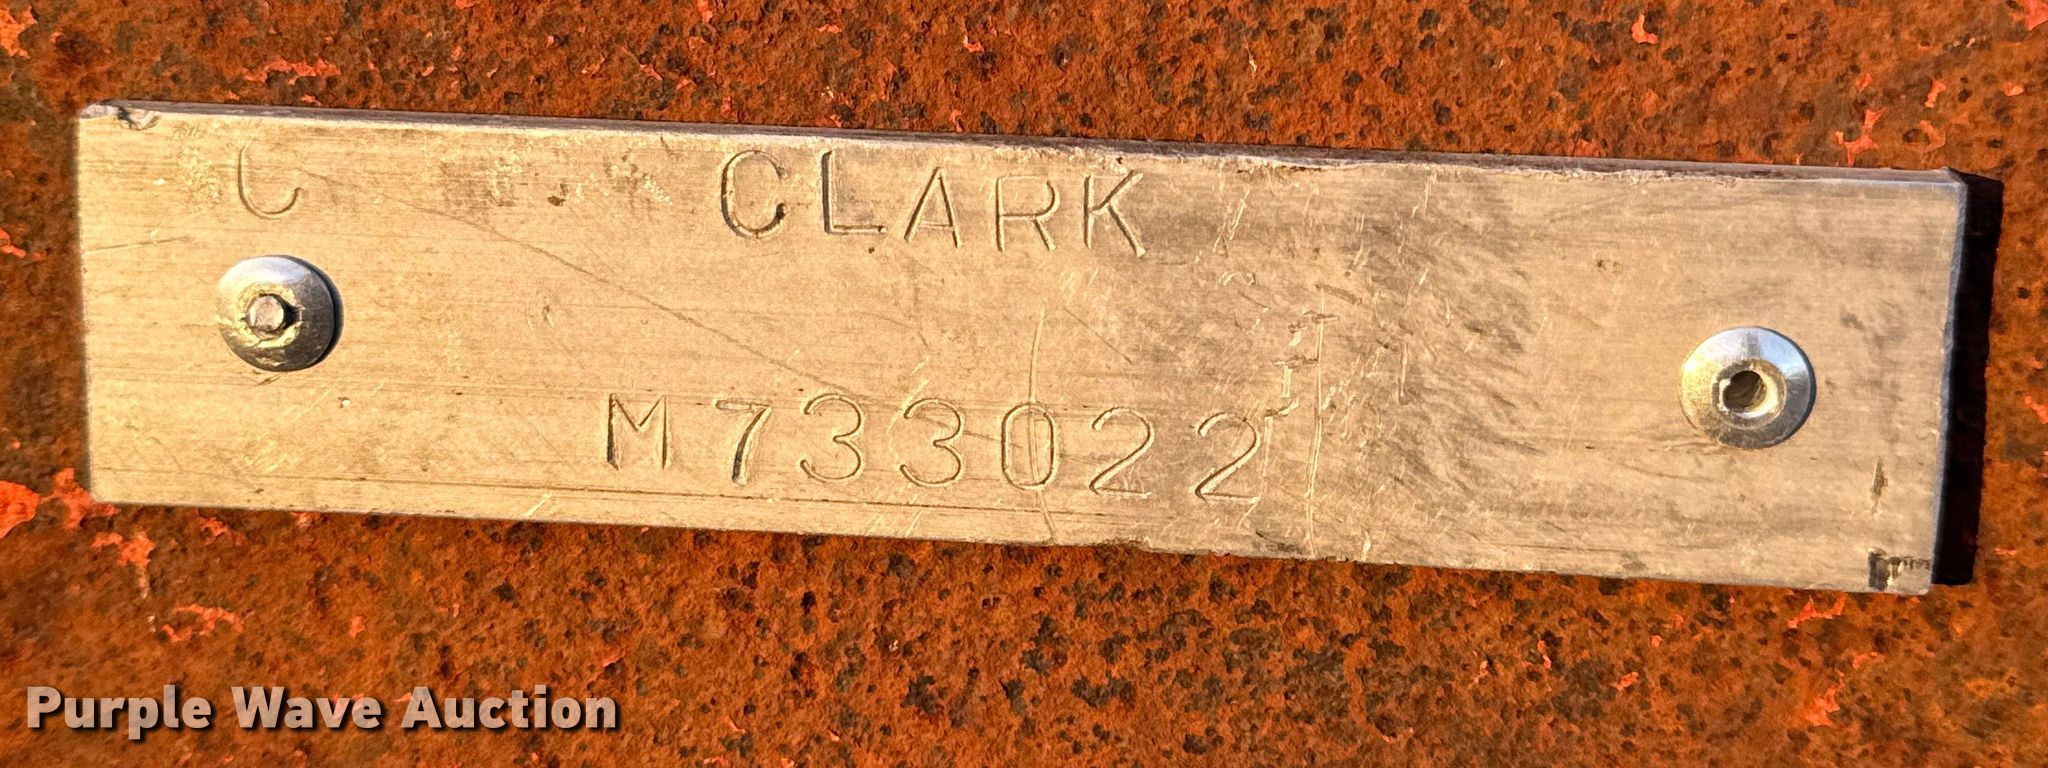 C CLARK
M733022
Purple Wave Auction